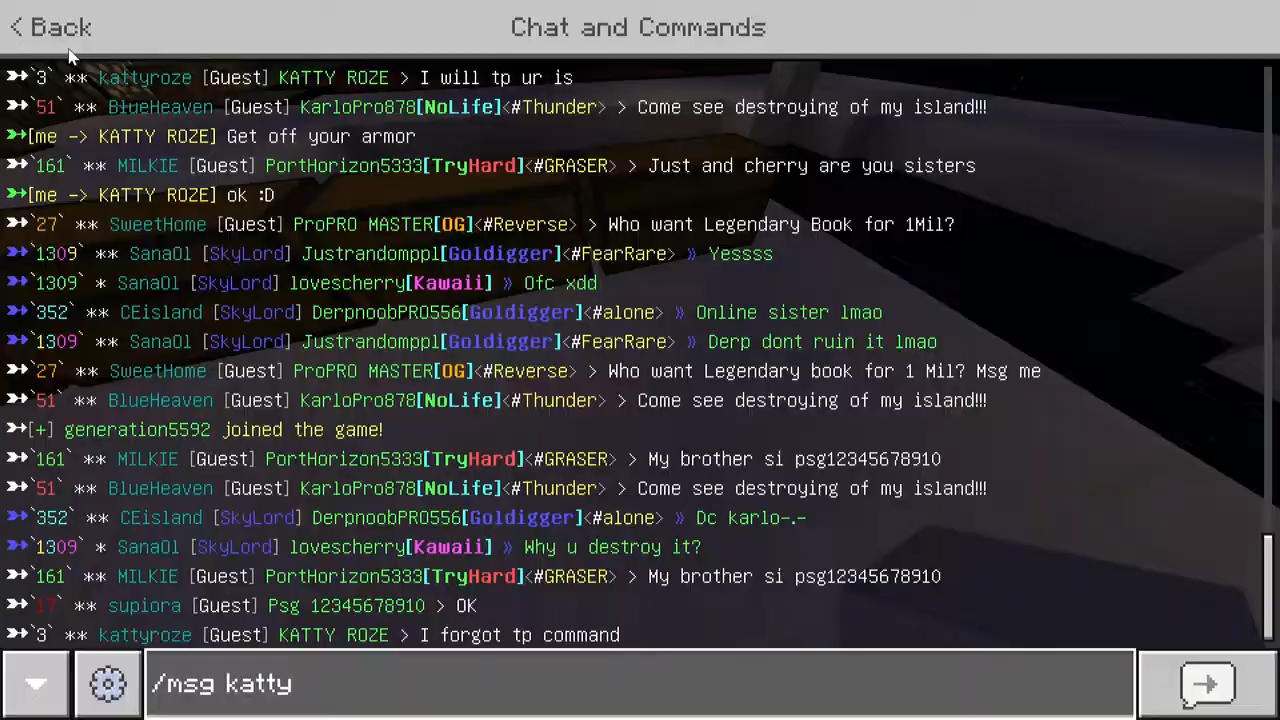 < Back
Chat and Commands
`3` ** kattyroze [Guest] KATTY ROZE > I will tp ur is
`51` ** BlueHeaven [Guest] KarloPro878[NoLife]<#Thunder> > Come see destroying of my island!!!
[me -> KATTY ROZE] Get off your armor
`161` ** MILKIE [Guest] PortHorizon5333[TryHard]<#GRASER> > Just and cherry are you sisters
[me -> KATTY ROZE] ok :D
`27` ** SweetHome [Guest] ProPRO MASTER[OG]<#Reverse> > Who want Legendary Book for 1Mil?
`1309` ** SanaOl [SkyLord] Justrandomppl[Goldigger]<#FearRare> » Yessss
`1309` * SanaOl [SkyLord] lovescherry[Kawaii] » Ofc xdd
`352` ** CEisland [SkyLord] DerpnoobPRO556[Goldigger]<#alone> » Online sister lmao
`1309` ** SanaOl [SkyLord] Justrandomppl[Goldigger]<#FearRare> » Derp dont ruin it lmao
`27` ** SweetHome [Guest] ProPRO MASTER[OG]<#Reverse> > Who want Legendary book for 1 Mil? Msg me
`51` ** BlueHeaven [Guest] KarloPro878[NoLife]<#Thunder> > Come see destroying of my island!!!
[+] generation5592 joined the game!
`161` ** MILKIE [Guest] PortHorizon5333[TryHard]<#GRASER> > My brother si psg12345678910
`51` ** BlueHeaven [Guest] KarloPro878[NoLife]<#Thunder> > Come see destroying of my island!!!
`352` ** CEisland [SkyLord] DerpnoobPRO556[Goldigger]<#alone> » Dc karlo-.-
`1309` * SanaOl [SkyLord] lovescherry[Kawaii] » Why u destroy it?
`161` ** MILKIE [Guest] PortHorizon5333[TryHard]<#GRASER> > My brother si psg12345678910
`17` ** supiora [Guest] Psg 12345678910 > OK
`3` ** kattyroze [Guest] KATTY ROZE > I forgot tp command
/msg katty